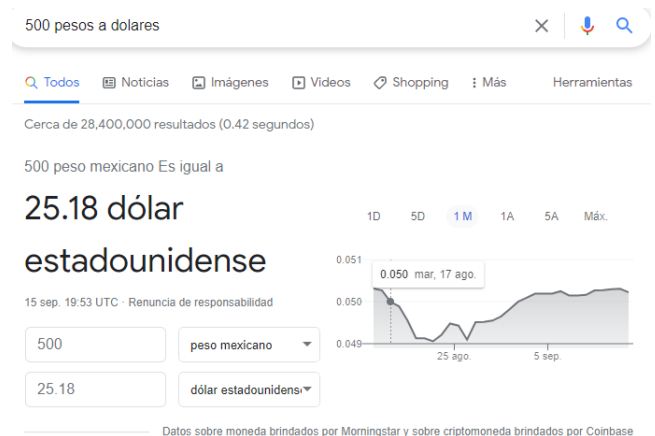 500 pesos a dolares
Todos Noticias Imágenes Videos Shopping Más Herramientas
Cerca de 28,400,000 resultados (0.42 segundos)
500 peso mexicano Es igual a
25.18 dólar
estadounidense
15 sep. 19:53 UTC · Renuncia de responsabilidad
500 peso mexicano
25.18 dólar estadounidens
1D 5D 1 M 1A 5A Máx.
0.051
0.050 mar, 17 ago.
0.050
0.049
25 ago. 5 sep.
Datos sobre moneda brindados por Morningstar y sobre criptomoneda brindados por Coinbase